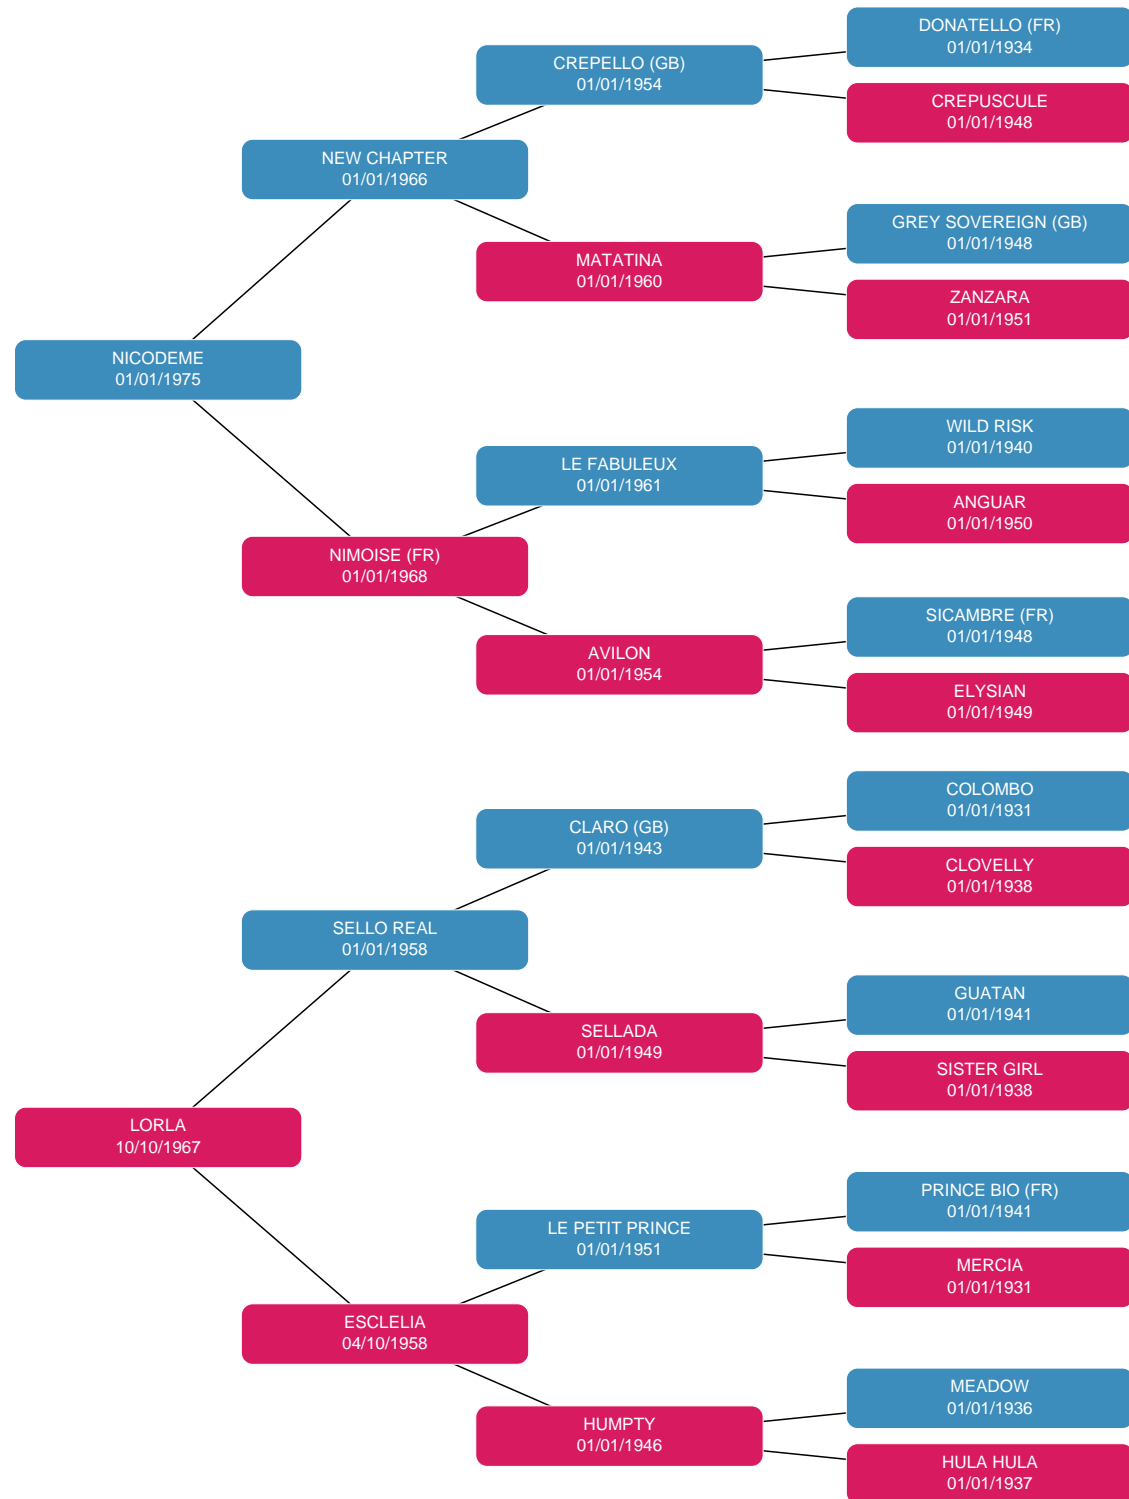 DONATELLO (FR)
01/01/1934
CREPELLO (GB)
01/01/1954
CREPUSCULE
01/01/1948
NEW CHAPTER
01/01/1966
GREY SOVEREIGN (GB)
01/01/1948
MATATINA
01/01/1960
ZANZARA
01/01/1951
NICODEME
01/01/1975
WILD RISK
01/01/1940
LE FABULEUX
01/01/1961
ANGUAR
01/01/1950
NIMOISE (FR)
01/01/1968
SICAMBRE (FR)
01/01/1948
AVILON
01/01/1954
ELYSIAN
01/01/1949
COLOMBO
01/01/1931
CLARO (GB)
01/01/1943
CLOVELLY
01/01/1938
SELLO REAL
01/01/1958
GUATAN
01/01/1941
SELLADA
01/01/1949
SISTER GIRL
01/01/1938
LORLA
10/10/1967
PRINCE BIO (FR)
01/01/1941
LE PETIT PRINCE
01/01/1951
MERCIA
01/01/1931
ESCLELIA
04/10/1958
MEADOW
01/01/1936
HUMPTY
01/01/1946
HULA HULA
01/01/1937